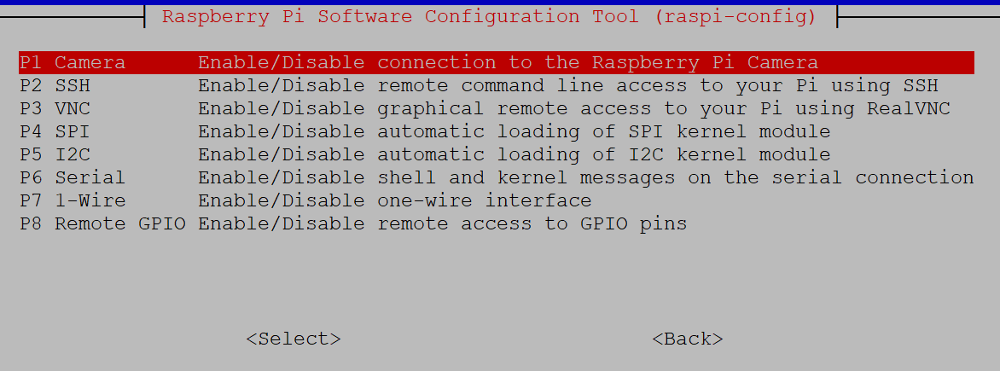 Raspberry Pi Software Configuration Tool (raspi-config)
P1 Camera Enable/Disable connection to the Raspberry Pi Camera
P2 SSH Enable/Disable remote command line access to your Pi using SSH
P3 VNC Enable/Disable graphical remote access to your Pi using RealVNC
P4 SPI Enable/Disable automatic loading of SPI kernel module
P5 I2C Enable/Disable automatic loading of I2C kernel module
P6 Serial Enable/Disable shell and kernel messages on the serial connection
P7 1-Wire Enable/Disable one-wire interface
P8 Remote GPIO Enable/Disable remote access to GPIO pins
<Select> <Back>